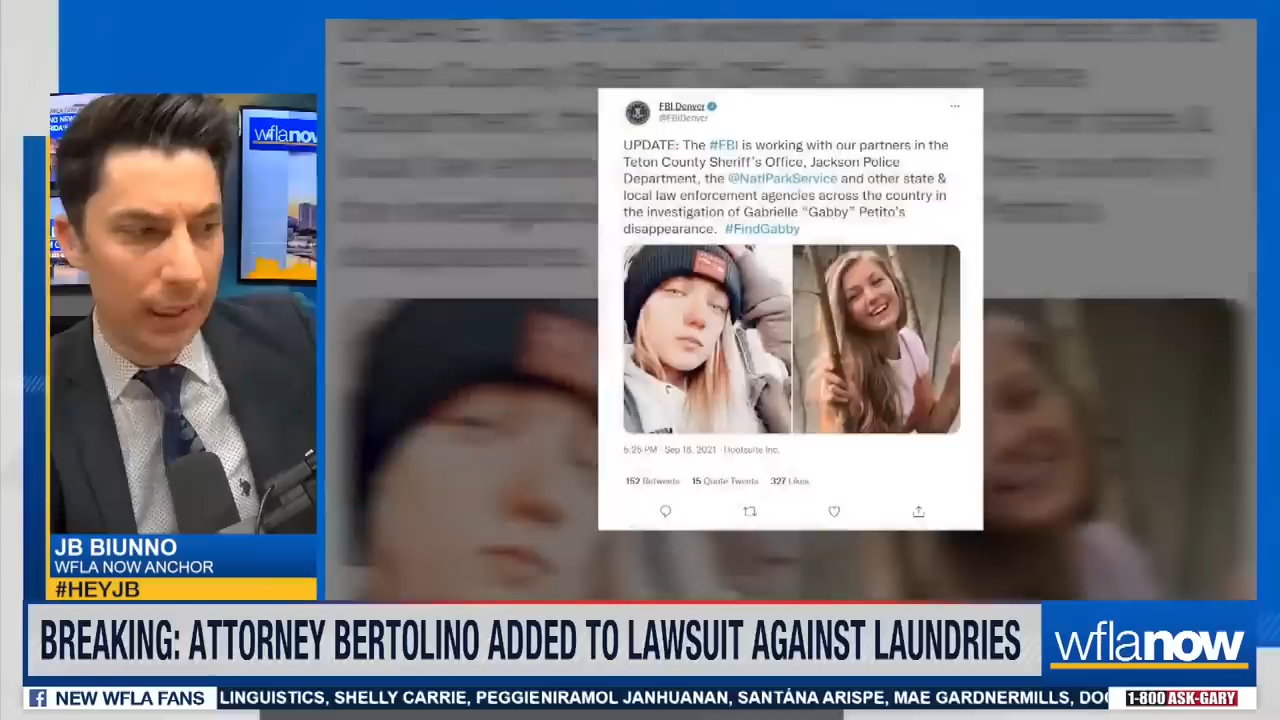 wflanow
FBI Denver
@FBIDenver
UPDATE: The #FBI is working with our partners in the
Teton County Sheriff's Office, Jackson Police
Department, the @NatlParkService and other state &
local law enforcement agencies across the country in
the investigation of Gabrielle "Gabby" Petito's
disappearance. #FindGabby
5:25 PM · Sep 16, 2021 · Hootsuite Inc.
152 Retweets 15 Quote Tweets 327 Likes
JB BIUNNO
WFLA NOW ANCHOR
#HEYJB
BREAKING: ATTORNEY BERTOLINO ADDED TO LAWSUIT AGAINST LAUNDRIES
wflanow
NEW WFLA FANS
LINGUISTICS, SHELLY CARRIE, PEGGIENIRAMOL JANHUANAN, SANTÁNA ARISPE, MAE GARDNERMILLS, DO
1-800 ASK-GARY